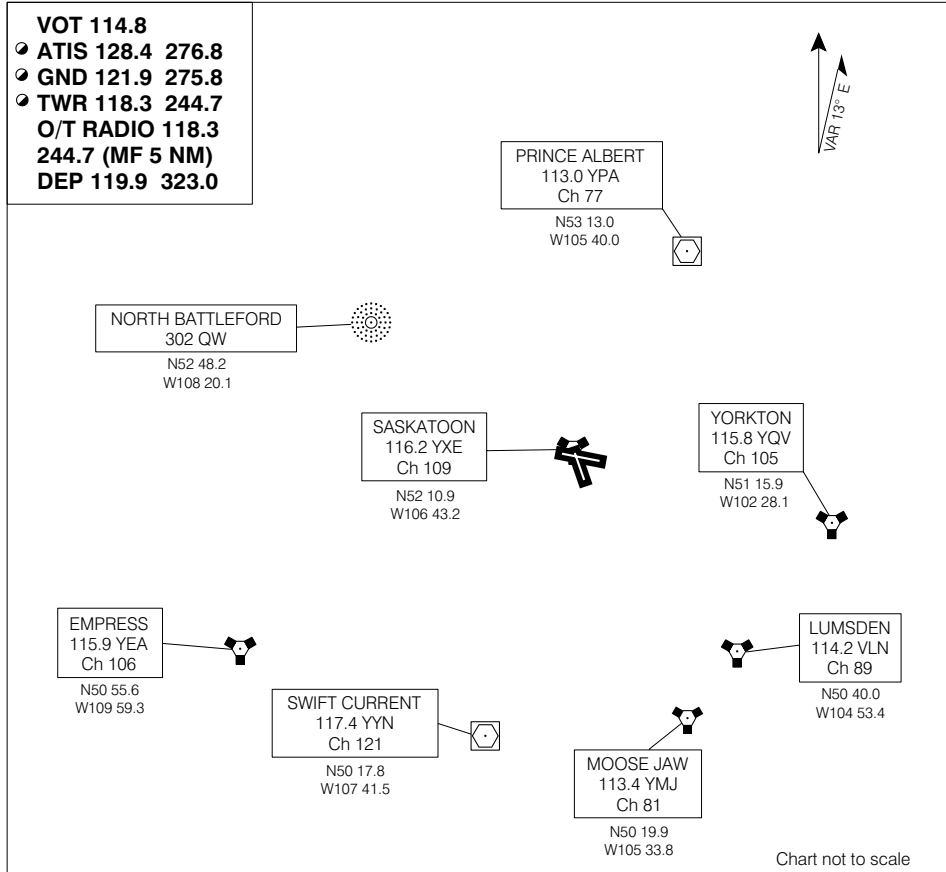 VOT 114.8
ATIS 128.4 276.8
GND 121.9 275.8
TWR 118.3 244.7
O/T RADIO 118.3
244.7 (MF 5 NM)
DEP 119.9 323.0
VAR 13° E
PRINCE ALBERT
113.0 YPA
Ch 77
N53 13.0
W105 40.0
NORTH BATTLEFORD
302 QW
N52 48.2
W108 20.1
SASKATOON
116.2 YXE
Ch 109
N52 10.9
W106 43.2
YORKTON
115.8 YQV
Ch 105
N51 15.9
W102 28.1
EMPRESS
115.9 YEA
Ch 106
N50 55.6
W109 59.3
LUMSDEN
114.2 VLN
Ch 89
N50 40.0
W104 53.4
SWIFT CURRENT
117.4 YYN
Ch 121
N50 17.8
W107 41.5
MOOSE JAW
113.4 YMJ
Ch 81
N50 19.9
W105 33.8
Chart not to scale